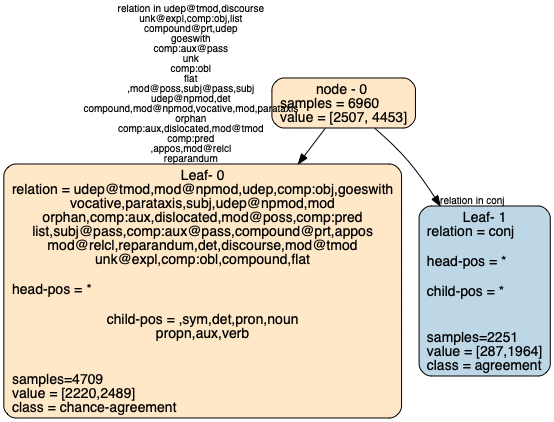 relation in udep@tmod,discourse
unk@expl,comp:obj,list
compound@prt,udep
goeswith
comp:aux@pass
unk
comp:obl
flat
,mod@poss,subj@pass,subj
udep@npmod,det
compound,mod@npmod,vocative,mod,parataxis
orphan
comp:aux,dislocated,mod@tmod
comp:pred
,appos,mod@relcl
reparandum
node - 0
samples = 6960
value = [2507, 4453]
Leaf- 0
relation = udep@tmod,mod@npmod,udep,comp:obj,goeswith
vocative,parataxis,subj,udep@npmod,mod
orphan,comp:aux,dislocated,mod@poss,comp:pred
list,subj@pass,comp:aux@pass,compound@prt,appos
mod@relcl,reparandum,det,discourse,mod@tmod
unk@expl,comp:obl,compound,flat
head-pos = *
child-pos = ,sym,det,pron,noun
propn,aux,verb
samples=4709
value = [2220,2489]
class = chance-agreement
relation in conj
Leaf- 1
relation = conj
head-pos = *
child-pos = *
samples=2251
value = [287,1964]
class = agreement